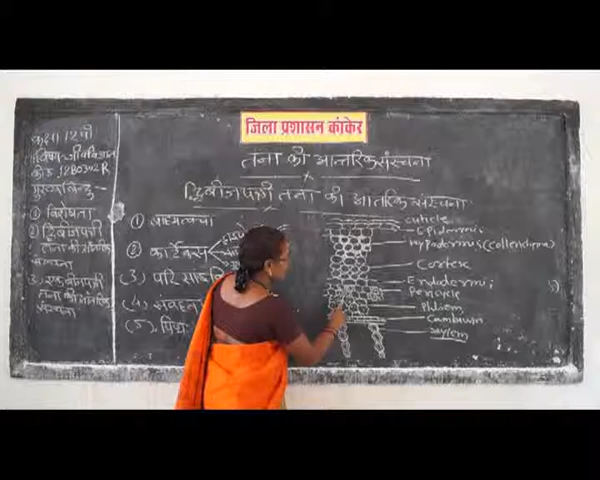 जिला प्रशासन कांकेर
तना की आन्तरिक संरचना
द्विबीजपत्री तना की आंतरिक संरचना
कक्षा 12वी
विषय-जीवविज्ञान
मुख्य बिन्दु -
① विशेषता
② द्विबीजपत्री
तना की आंतरिक
संरचना
③ एकबीजपत्री
तना की आंतरिक
संरचना
① बाह्यत्वचा
② कार्टेक्स
(3) परि
(4) संवहन
(5)
cuticle
Epidermis
Hypodermis (collenchyma)
Cortex
Endodermis
Pericycle
Phloem
Cambium
xylem